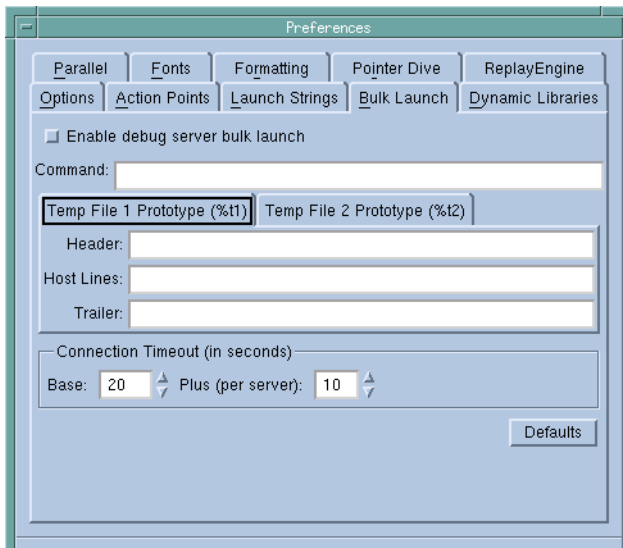 Preferences
Parallel Fonts Formatting Pointer Dive ReplayEngine
Options Action Points Launch Strings Bulk Launch Dynamic Libraries
Enable debug server bulk launch
Command:
Temp File 1 Prototype (%t1) Temp File 2 Prototype (%t2)
Header:
Host Lines:
Trailer:
Connection Timeout (in seconds)
Base: 20 Plus (per server): 10
Defaults